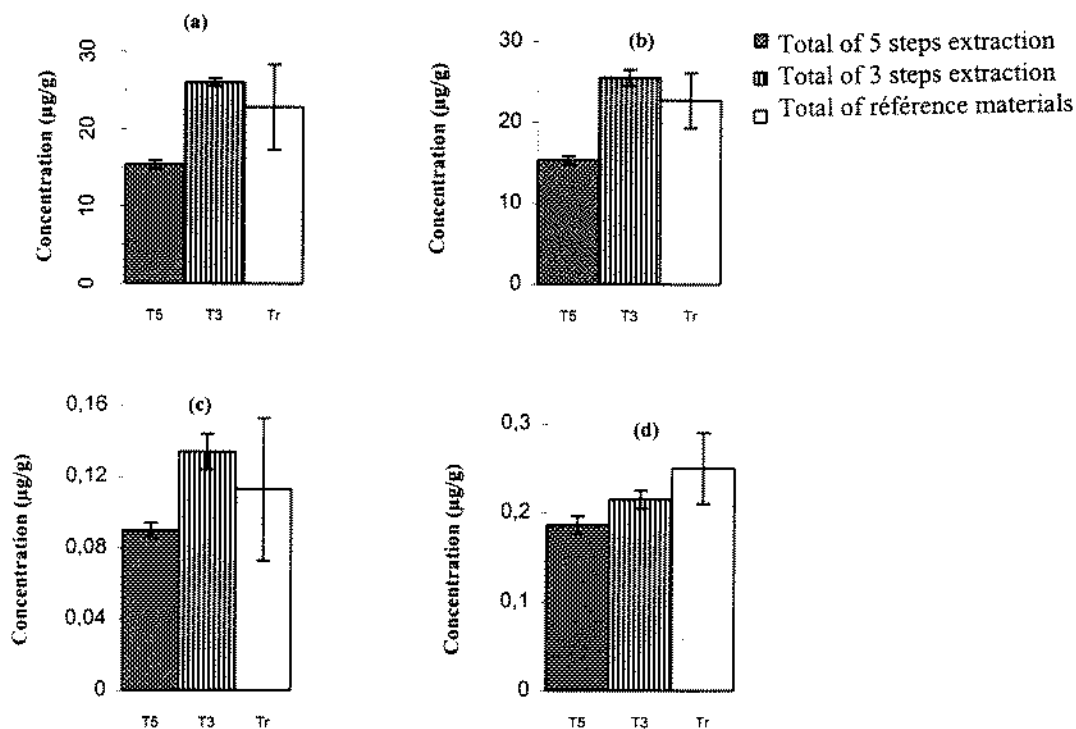 (a)
Concentration (µg/g)
30
20
10
0
T5 T3 Tr
(b)
Concentration (µg/g)
30
20
10
0
T5 T3 Tr
Total of 5 steps extraction
Total of 3 steps extraction
Total of référence materials
(c)
Concentration (µg/g)
0,16
0,12
0,08
0,04
0
T5 T3 Tr
(d)
Concentration (µg/g)
0,3
0,2
0,1
0
T5 T3 Tr